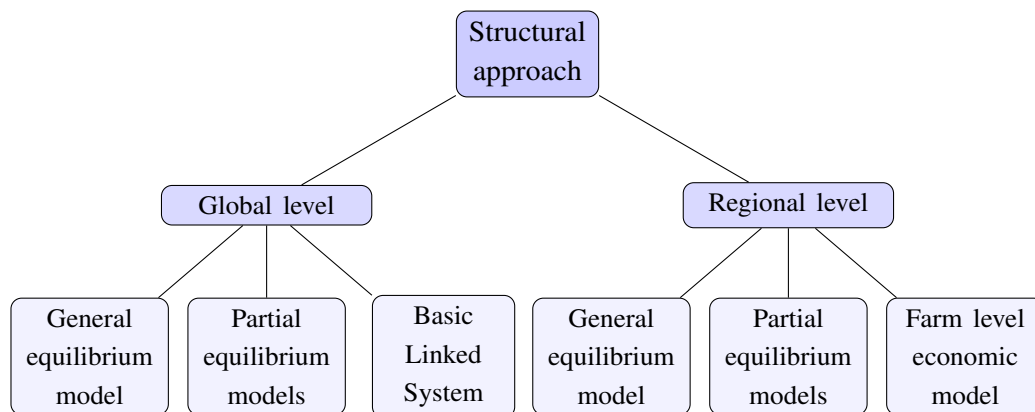 Structural
approach
Global level
Regional level
General
equilibrium
model
Partial
equilibrium
models
Basic
Linked
System
General
equilibrium
model
Partial
equilibrium
models
Farm level
economic
model